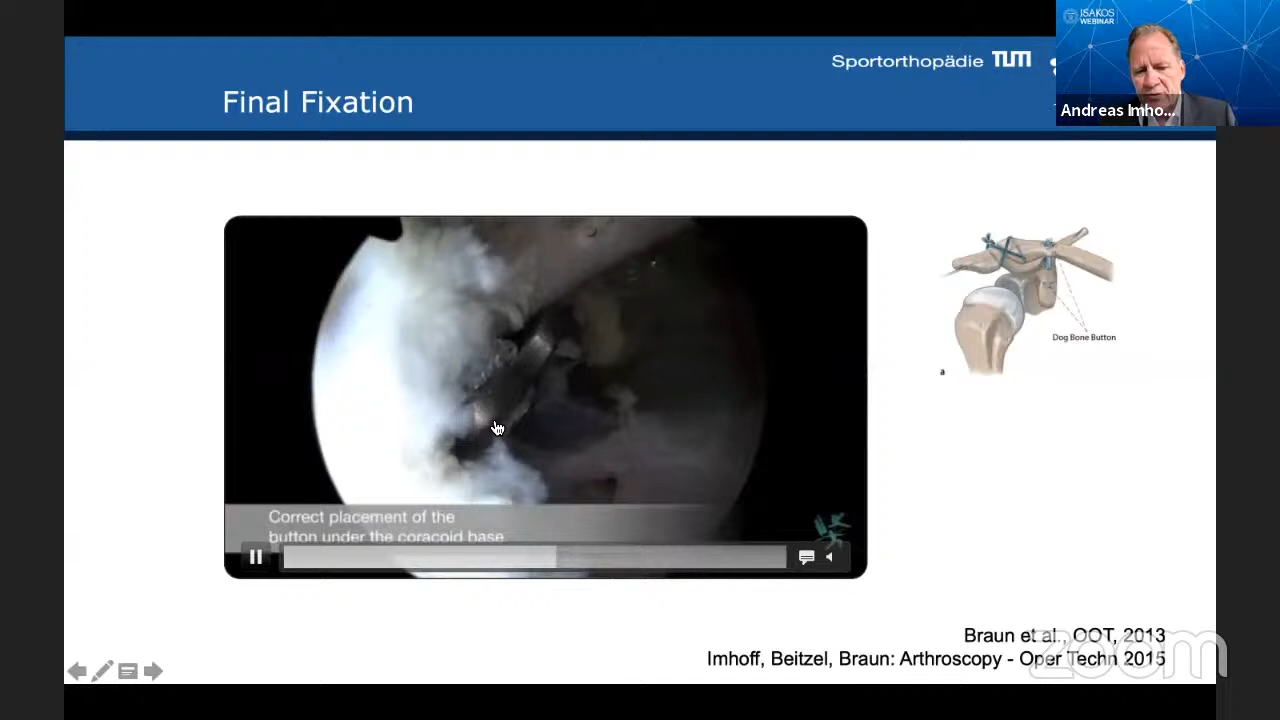 ISAKOS
WEBINAR
Andreas Imho...
Sportorthopädie TUM
Final Fixation
Dog Bone Button
a
Correct placement of the
button under the coracoid base
Braun et al., OOT, 2013
Imhoff, Beitzel, Braun: Arthroscopy - Oper Techn 2015
zoom